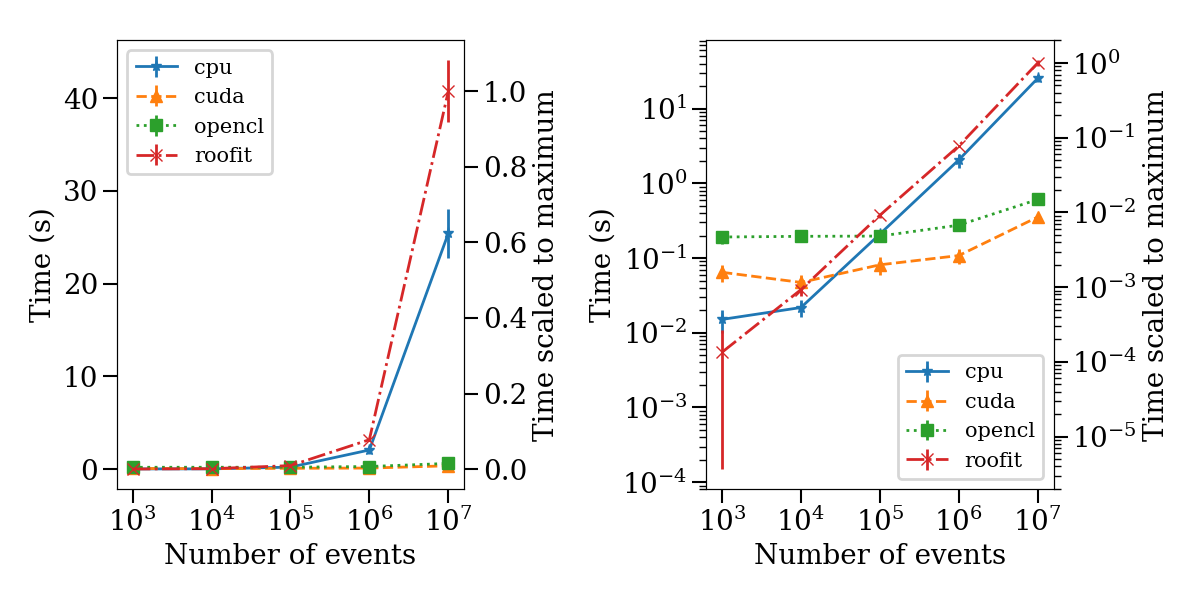 Time (s)
40
30
20
10
0
cpu
cuda
opencl
roofit
1.0
0.8
0.6
0.4
0.2
0.0
Time scaled to maximum
10³ 10⁴ 10⁵ 10⁶ 10⁷
Number of events
Time (s)
10¹
10⁰
10⁻¹
10⁻²
10⁻³
10⁻⁴
cpu
cuda
opencl
roofit
10⁰
10⁻¹
10⁻²
10⁻³
10⁻⁴
10⁻⁵
Time scaled to maximum
10³ 10⁴ 10⁵ 10⁶ 10⁷
Number of events